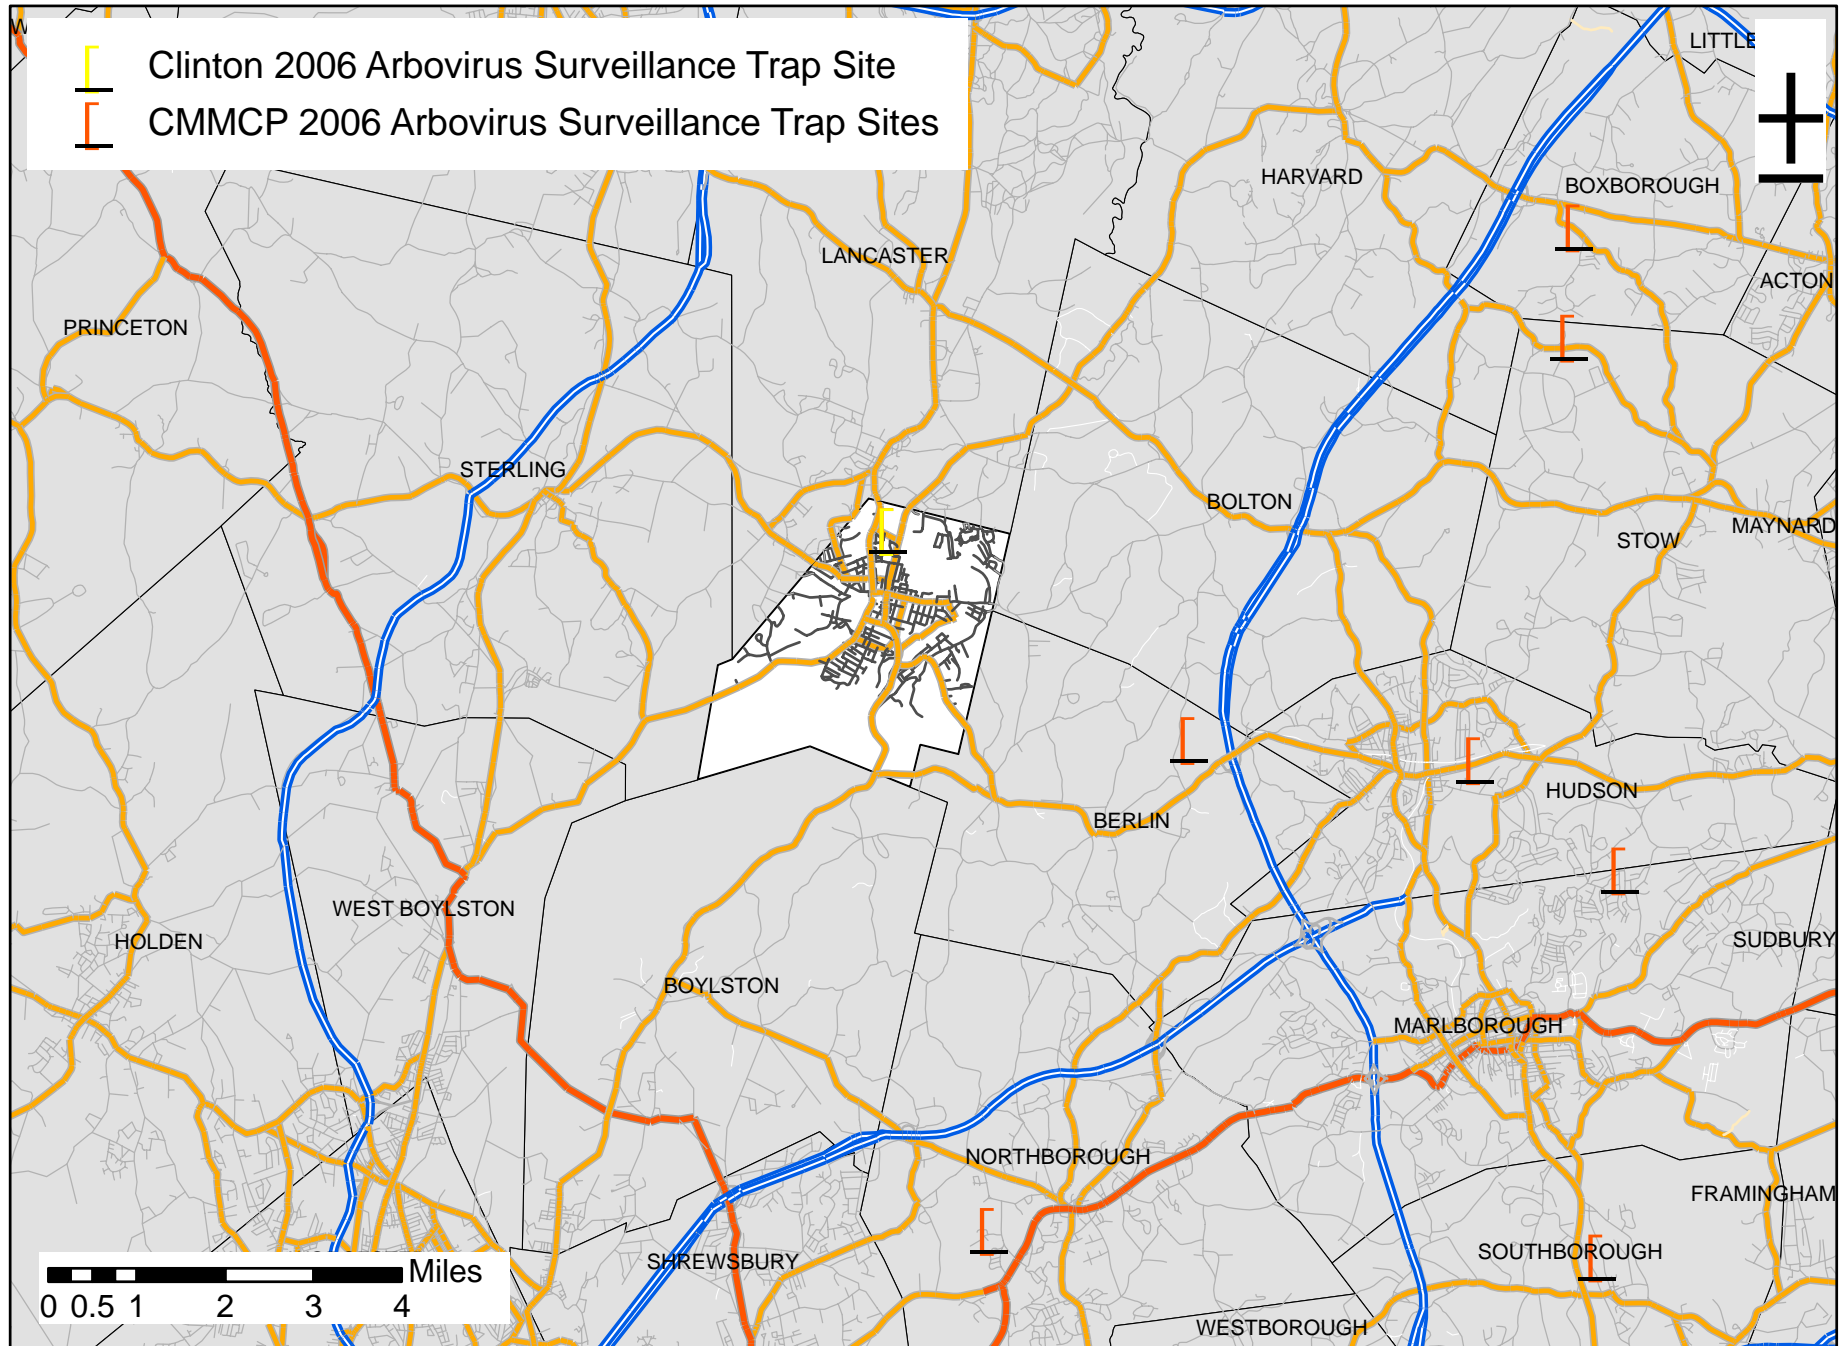 W
Clinton 2006 Arbovirus Surveillance Trap Site
CMMCP 2006 Arbovirus Surveillance Trap Sites
LITTLE
HARVARD
BOXBOROUGH
LANCASTER
ACTON
PRINCETON
STERLING
BOLTON
MAYNARD
STOW
HUDSON
BERLIN
WEST BOYLSTON
HOLDEN
SUDBURY
BOYLSTON
MARLBOROUGH
NORTHBOROUGH
FRAMINGHAM
SOUTHBOROUGH
SHREWSBURY
Miles
0 0.5 1 2 3 4
WESTBOROUGH